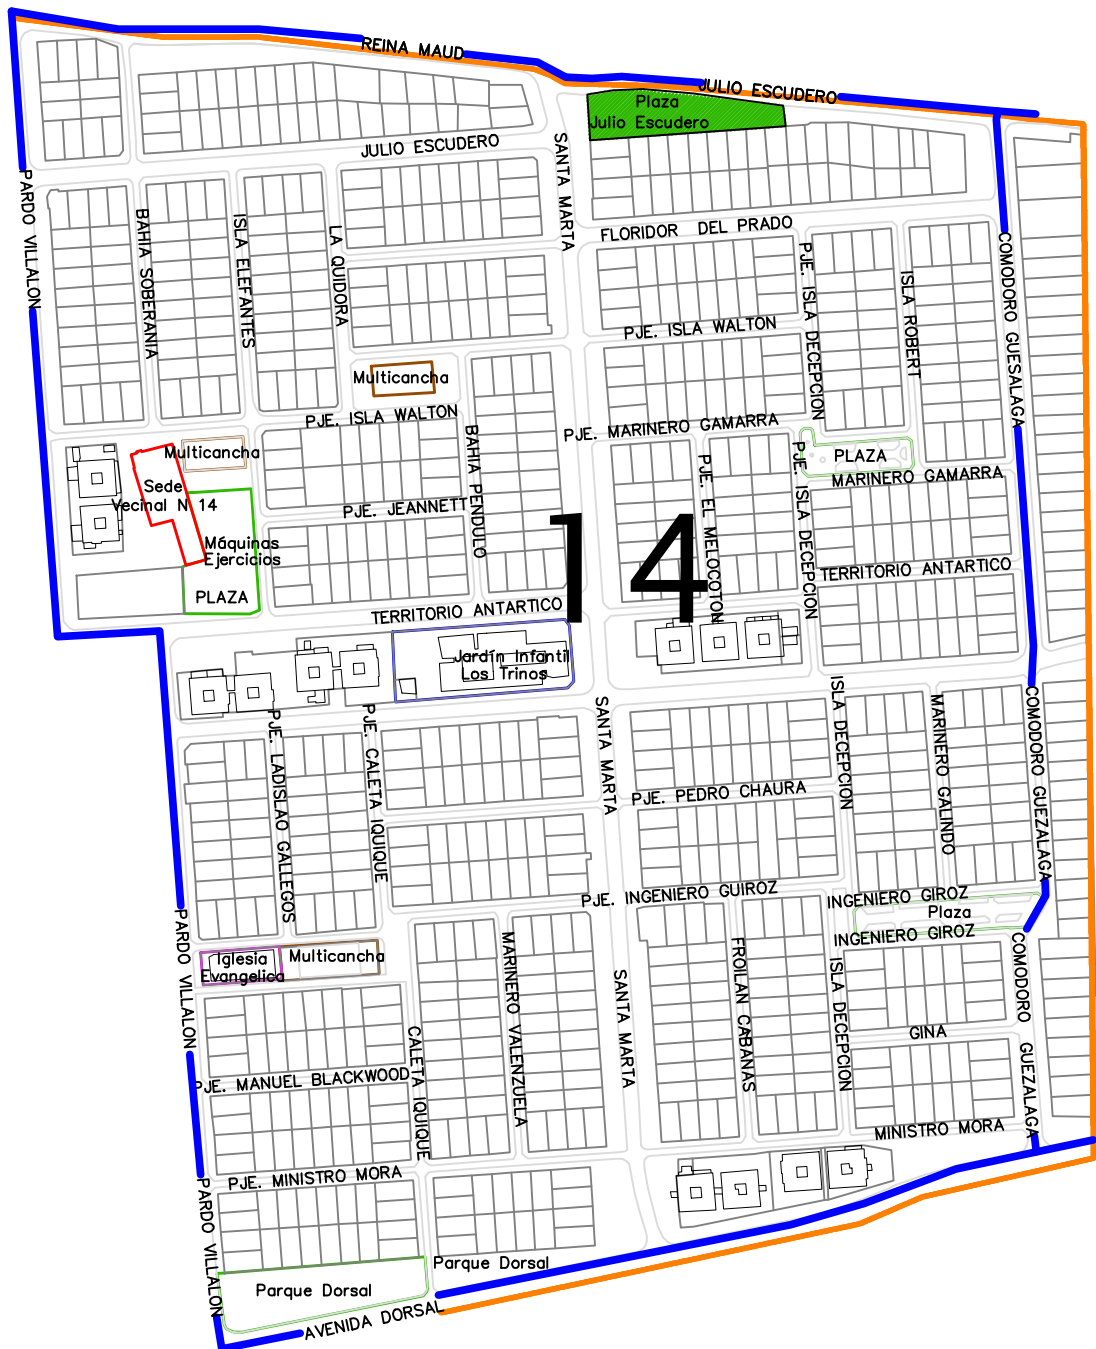 REINA MAUD
JULIO ESCUDERO
Plaza
Julio Escudero
JULIO ESCUDERO
SANTA MARTA
PARDO VILLALON
BAHIA SOBERANIA
ISLA ELEFANTES
LA QUIDORA
FLORIDOR DEL PRADO
PJE. ISLA DECEPCION
ISLA ROBERT
COMODORO GUESALAGA
PJE. ISLA WALTON
Multicancha
PJE. ISLA WALTON
PJE. MARINERO GAMARRA
BAHIA PENDULO
Multicancha
PLAZA
MARINERO GAMARRA
PJE. EL MELOCOTON
PJE. ISLA DECEPCION
Sede
Vecinal N 14
PJE. JEANNETT
14
Máquinas
Ejercicios
TERRITORIO ANTARTICO
PLAZA
TERRITORIO ANTARTICO
Jardín Infantil
Los Trinos
SANTA MARTA
ISLA DECEPCION
MARINERO GALINDO
COMODORO GUEZALAGA
PJE. LADISLAO GALLEGOS
PJE. CALETA IQUIQUE
PJE. PEDRO CHAURA
PJE. INGENIERO GUIROZ
INGENIERO GIROZ
Plaza
INGENIERO GIROZ
PARDO VILLALON
Iglesia
Evangelica
Multicancha
MARINERO VALENZUELA
SANTA MARTA
FROILAN CABANAS
ISLA DECEPCION
COMODORO GUEZALAGA
GINA
CALETA IQUIQUE
PJE. MANUEL BLACKWOOD
MINISTRO MORA
PJE. MINISTRO MORA
PARDO VILLALON
Parque Dorsal
Parque Dorsal
AVENIDA DORSAL